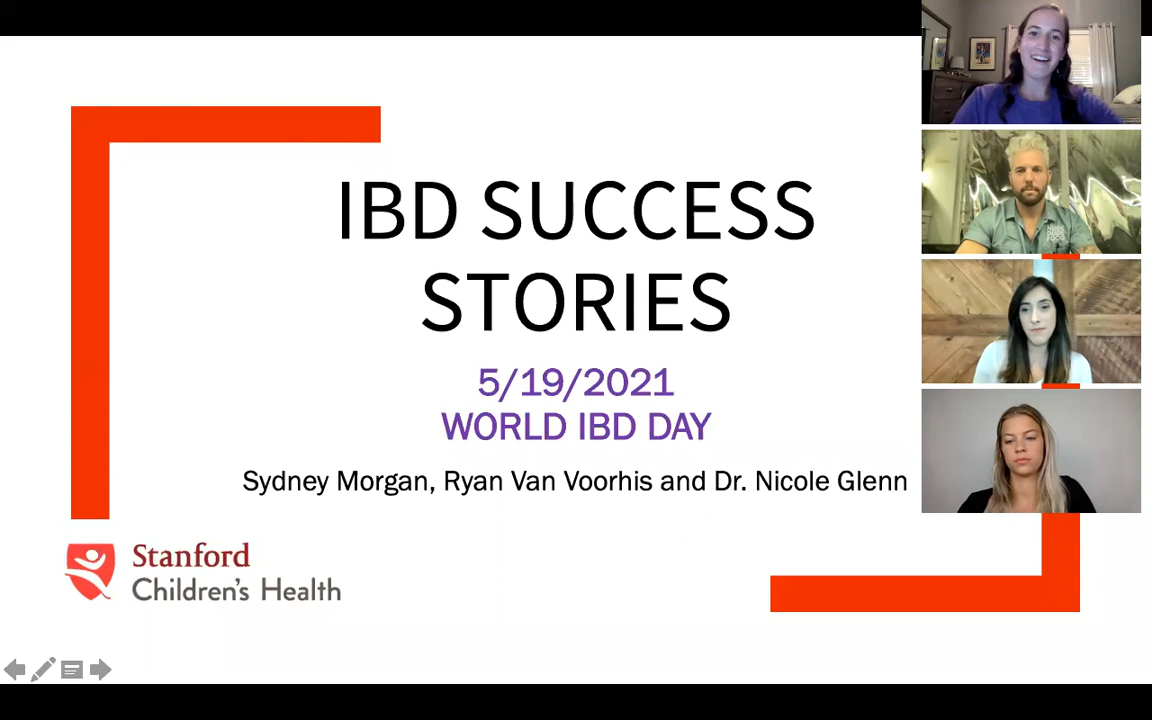 IBD SUCCESS
STORIES
5/19/2021
WORLD IBD DAY
Sydney Morgan, Ryan Van Voorhis and Dr. Nicole Glenn
Stanford
Children's Health